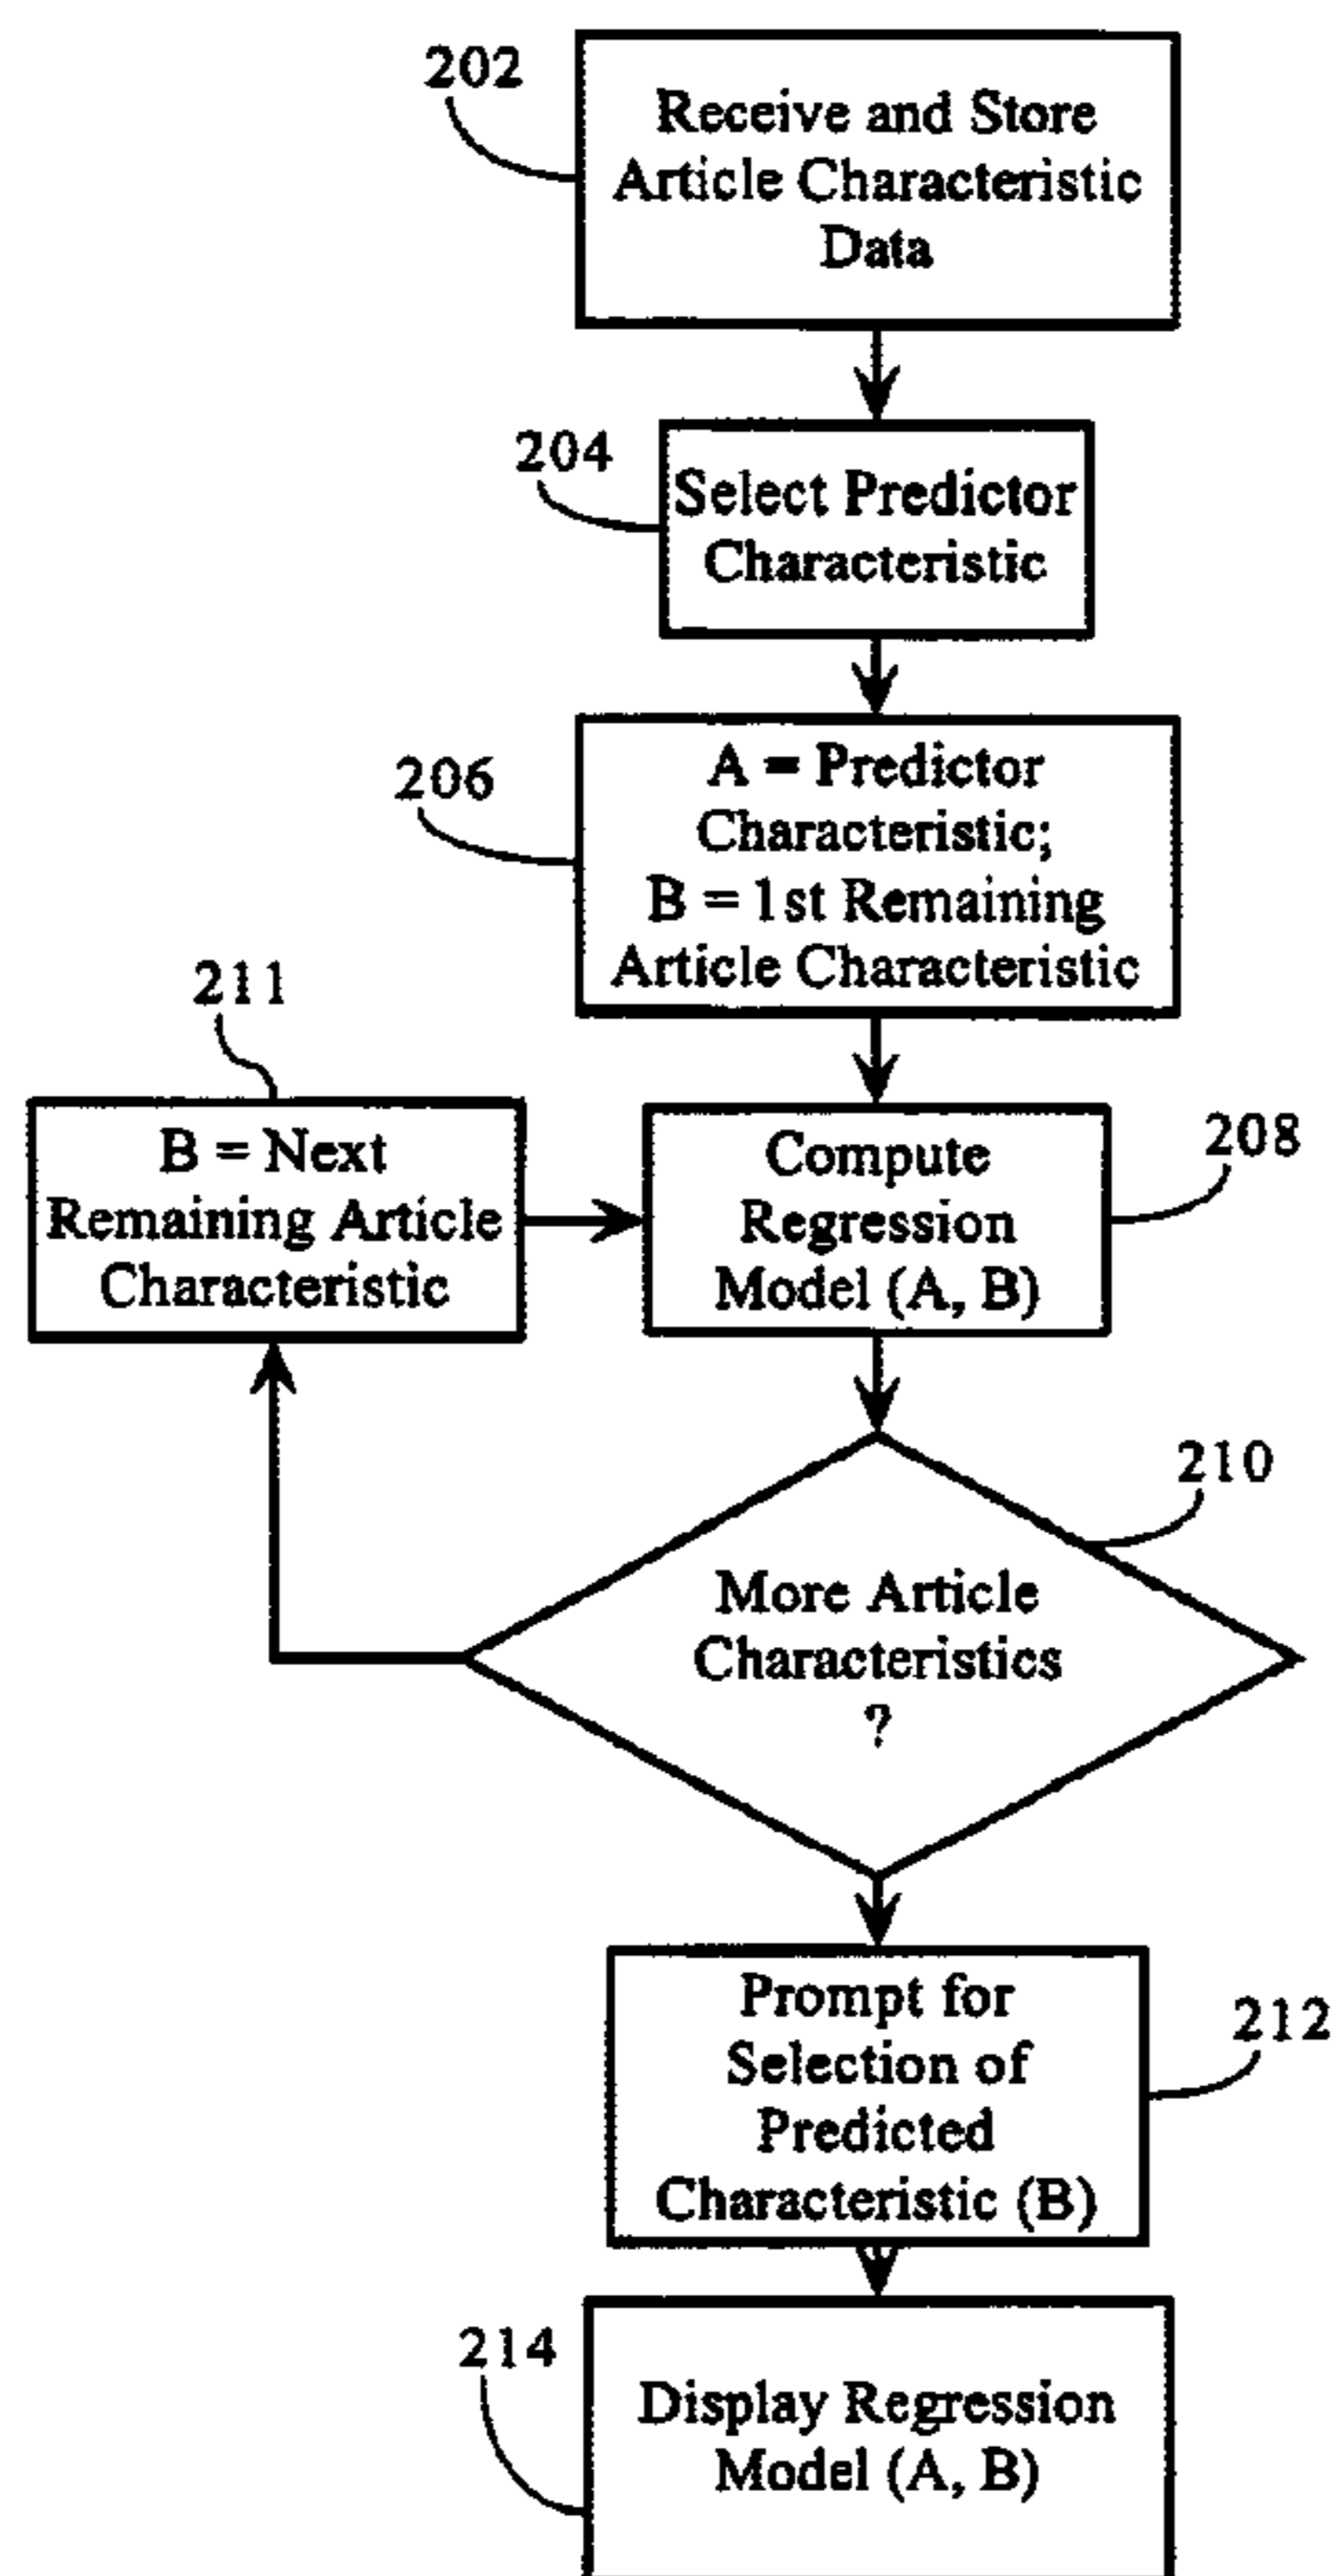 202
Receive and Store
Article Characteristic
Data
204
Select Predictor
Characteristic
206
A = Predictor
Characteristic;
B = 1st Remaining
Article Characteristic
211
B = Next
Remaining Article
Characteristic
208
Compute
Regression
Model (A, B)
210
More Article
Characteristics
?
212
Prompt for
Selection of
Predicted
Characteristic (B)
214
Display Regression
Model (A, B)